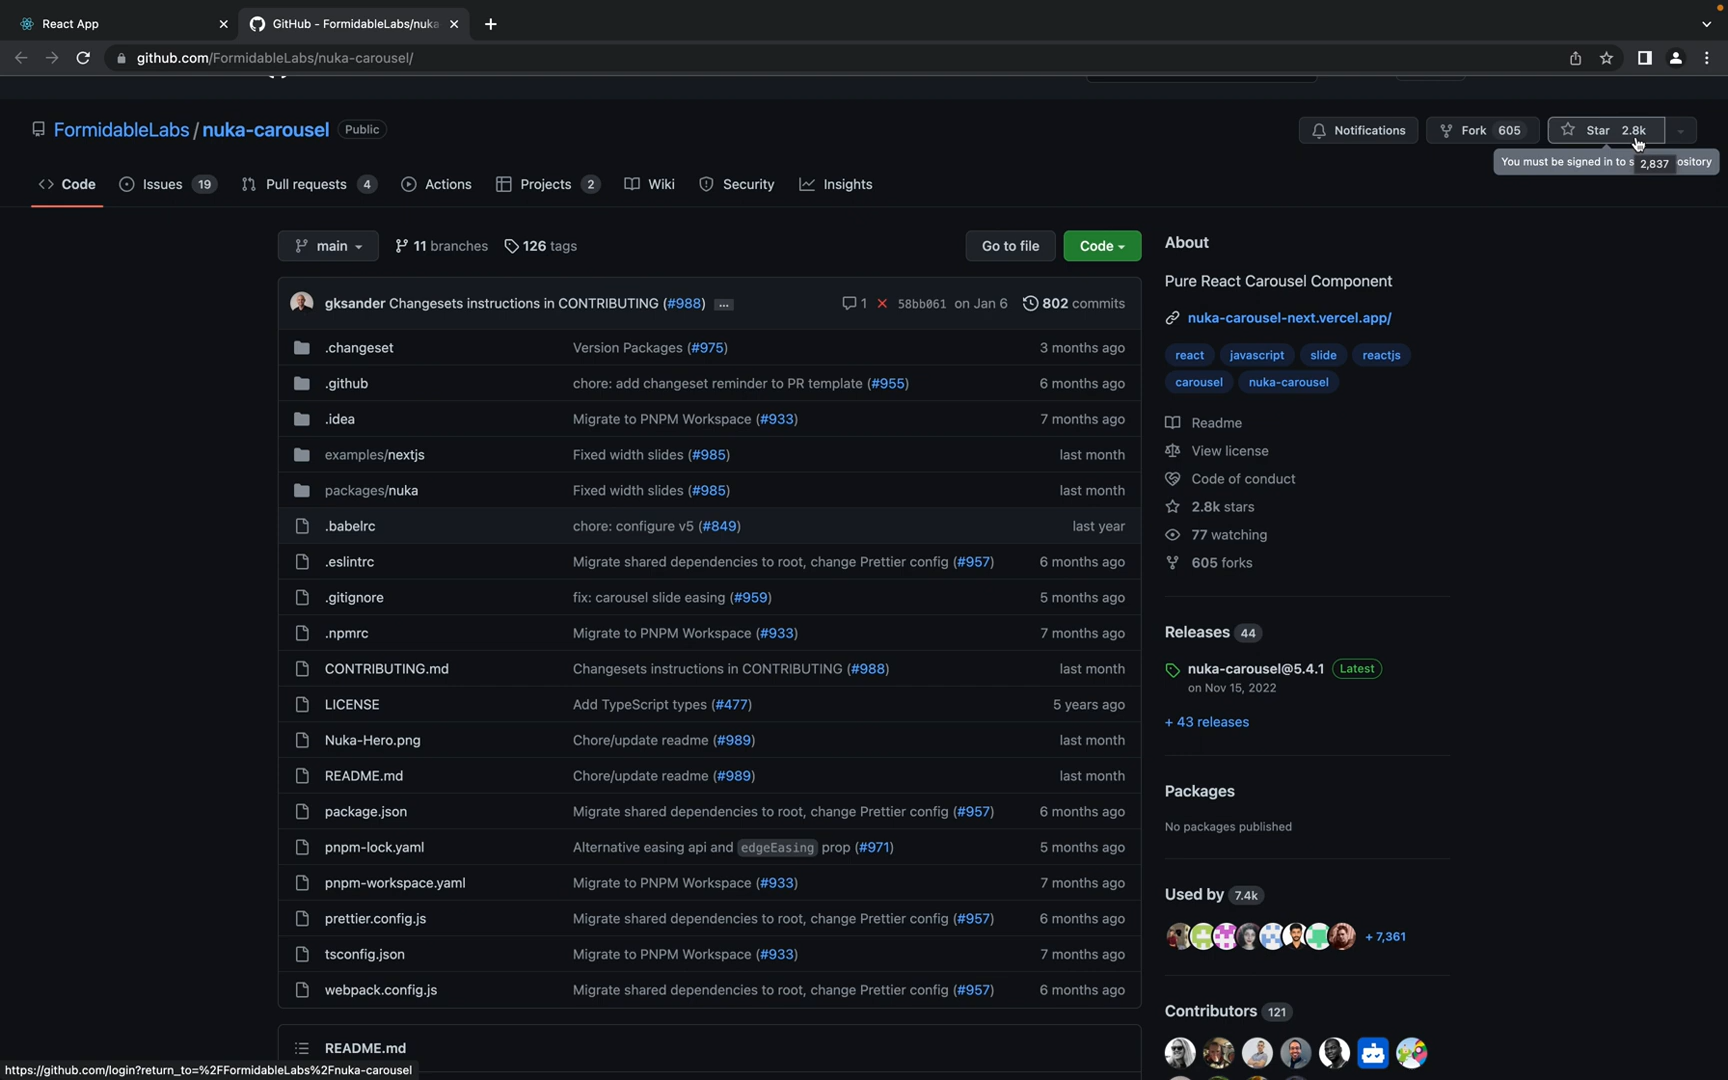 React App
GitHub - FormidableLabs/nuka
github.com/FormidableLabs/nuka-carousel/
FormidableLabs / nuka-carousel Public
Notifications Fork 605 Star 2.8k
You must be signed in to s 2,837 ository
Code Issues 19 Pull requests 4 Actions Projects 2 Wiki Security Insights
main 11 branches 126 tags Go to file Code
gksander Changesets instructions in CONTRIBUTING (#988) ... 1 58bb061 on Jan 6 802 commits
.changeset Version Packages (#975) 3 months ago
.github chore: add changeset reminder to PR template (#955) 6 months ago
.idea Migrate to PNPM Workspace (#933) 7 months ago
examples/nextjs Fixed width slides (#985) last month
packages/nuka Fixed width slides (#985) last month
.babelrc chore: configure v5 (#849) last year
.eslintrc Migrate shared dependencies to root, change Prettier config (#957) 6 months ago
.gitignore fix: carousel slide easing (#959) 5 months ago
.npmrc Migrate to PNPM Workspace (#933) 7 months ago
CONTRIBUTING.md Changesets instructions in CONTRIBUTING (#988) last month
LICENSE Add TypeScript types (#477) 5 years ago
Nuka-Hero.png Chore/update readme (#989) last month
README.md Chore/update readme (#989) last month
package.json Migrate shared dependencies to root, change Prettier config (#957) 6 months ago
pnpm-lock.yaml Alternative easing api and edgeEasing prop (#971) 5 months ago
pnpm-workspace.yaml Migrate to PNPM Workspace (#933) 7 months ago
prettier.config.js Migrate shared dependencies to root, change Prettier config (#957) 6 months ago
tsconfig.json Migrate to PNPM Workspace (#933) 7 months ago
webpack.config.js Migrate shared dependencies to root, change Prettier config (#957) 6 months ago
README.md
About
Pure React Carousel Component
nuka-carousel-next.vercel.app/
react javascript slide reactjs
carousel nuka-carousel
Readme
View license
Code of conduct
2.8k stars
77 watching
605 forks
Releases 44
nuka-carousel@5.4.1 Latest
on Nov 15, 2022
+ 43 releases
Packages
No packages published
Used by 7.4k
+ 7,361
Contributors 121
https://github.com/login?return_to=%2FFormidableLabs%2Fnuka-carousel